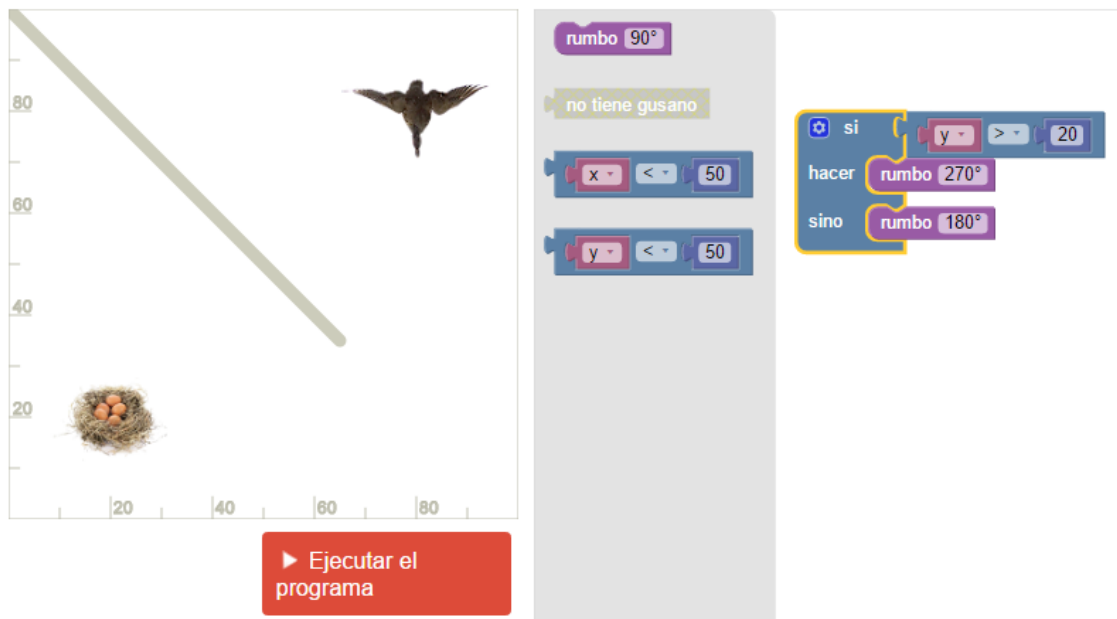 80
60
40
20
20 40 60 80
Ejecutar el
programa
rumbo 90°
no tiene gusano
x < 50
y < 50
si y > 20
hacer rumbo 270°
sino rumbo 180°